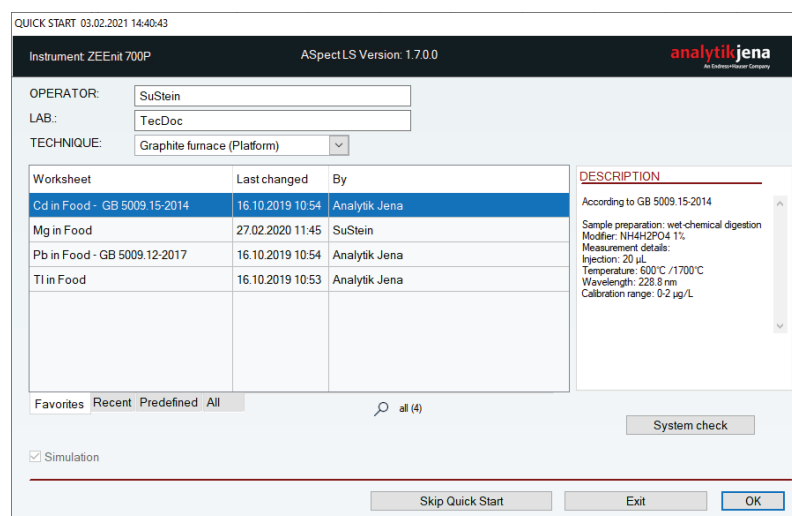 QUICK START 03.02.2021 14:40:43
Instrument: ZEEnit 700P
ASpect LS Version: 1.7.0.0
analytikjena
An Endress+Hauser Company
OPERATOR: SuStein
LAB.: TecDoc
TECHNIQUE: Graphite furnace (Platform)
Worksheet Last changed By
Cd in Food - GB 5009.15-2014 16.10.2019 10:54 Analytik Jena
Mg in Food 27.02.2020 11:45 SuStein
Pb in Food - GB 5009.12-2017 16.10.2019 10:54 Analytik Jena
Tl in Food 16.10.2019 10:53 Analytik Jena
DESCRIPTION
According to GB 5009.15-2014
Sample preparation: wet-chemical digestion
Modifier: NH4H2PO4 1%
Measurement details:
Injection: 20 µL
Temperature: 600°C /1700°C
Wavelength: 228.8 nm
Calibration range: 0-2 µg/L
Favorites Recent Predefined All
all (4)
System check
Simulation
Skip Quick Start Exit OK